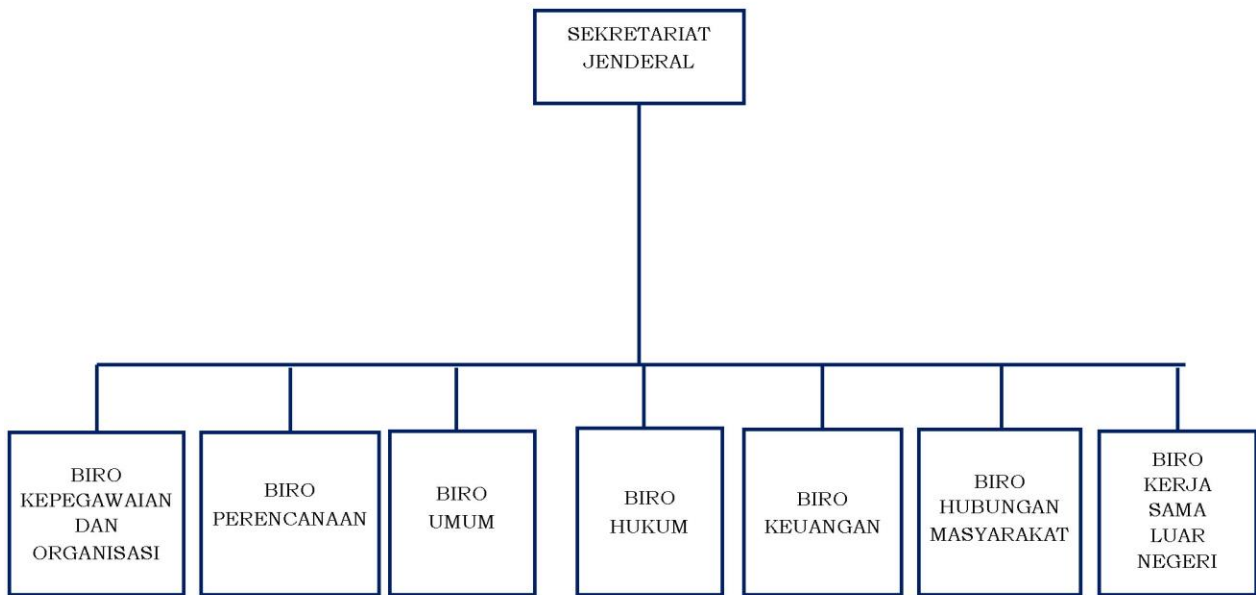 SEKRETARIAT
JENDERAL
BIRO
KEPEGAWAIAN
DAN
ORGANISASI
BIRO
PERENCANAAN
BIRO
UMUM
BIRO
HUKUM
BIRO
KEUANGAN
BIRO
HUBUNGAN
MASYARAKAT
BIRO
KERJA
SAMA
LUAR
NEGERI